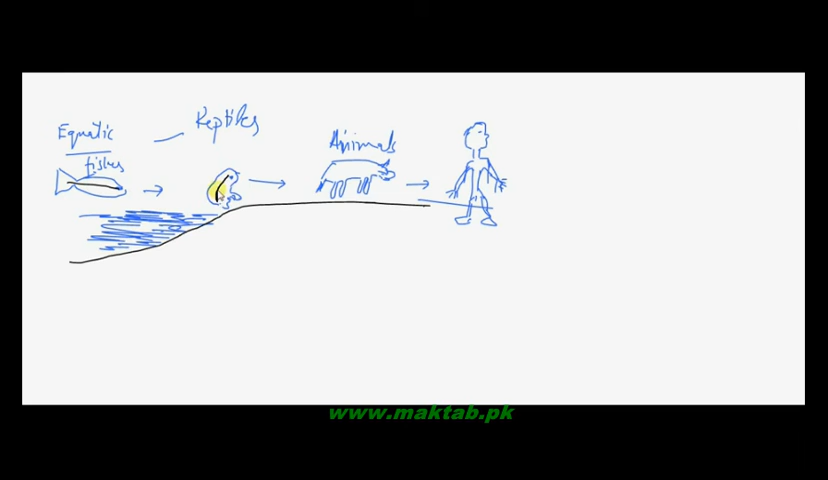 Equatic
fishes
Reptiles
Animals
www.maktab.pk